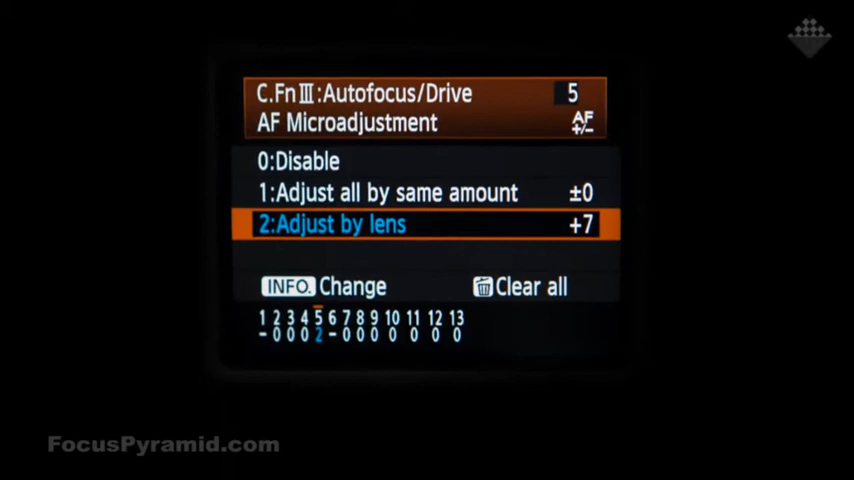 C.FnIII:Autofocus/Drive 5
AF Microadjustment AF +/−
0:Disable
1:Adjust all by same amount ±0
2:Adjust by lens +7
INFO. Change Clear all
1 2 3 4 5 6 7 8 9 10 11 12 13
– 0 0 0 2 – 0 0 0 0 0 0 0
FocusPyramid.com